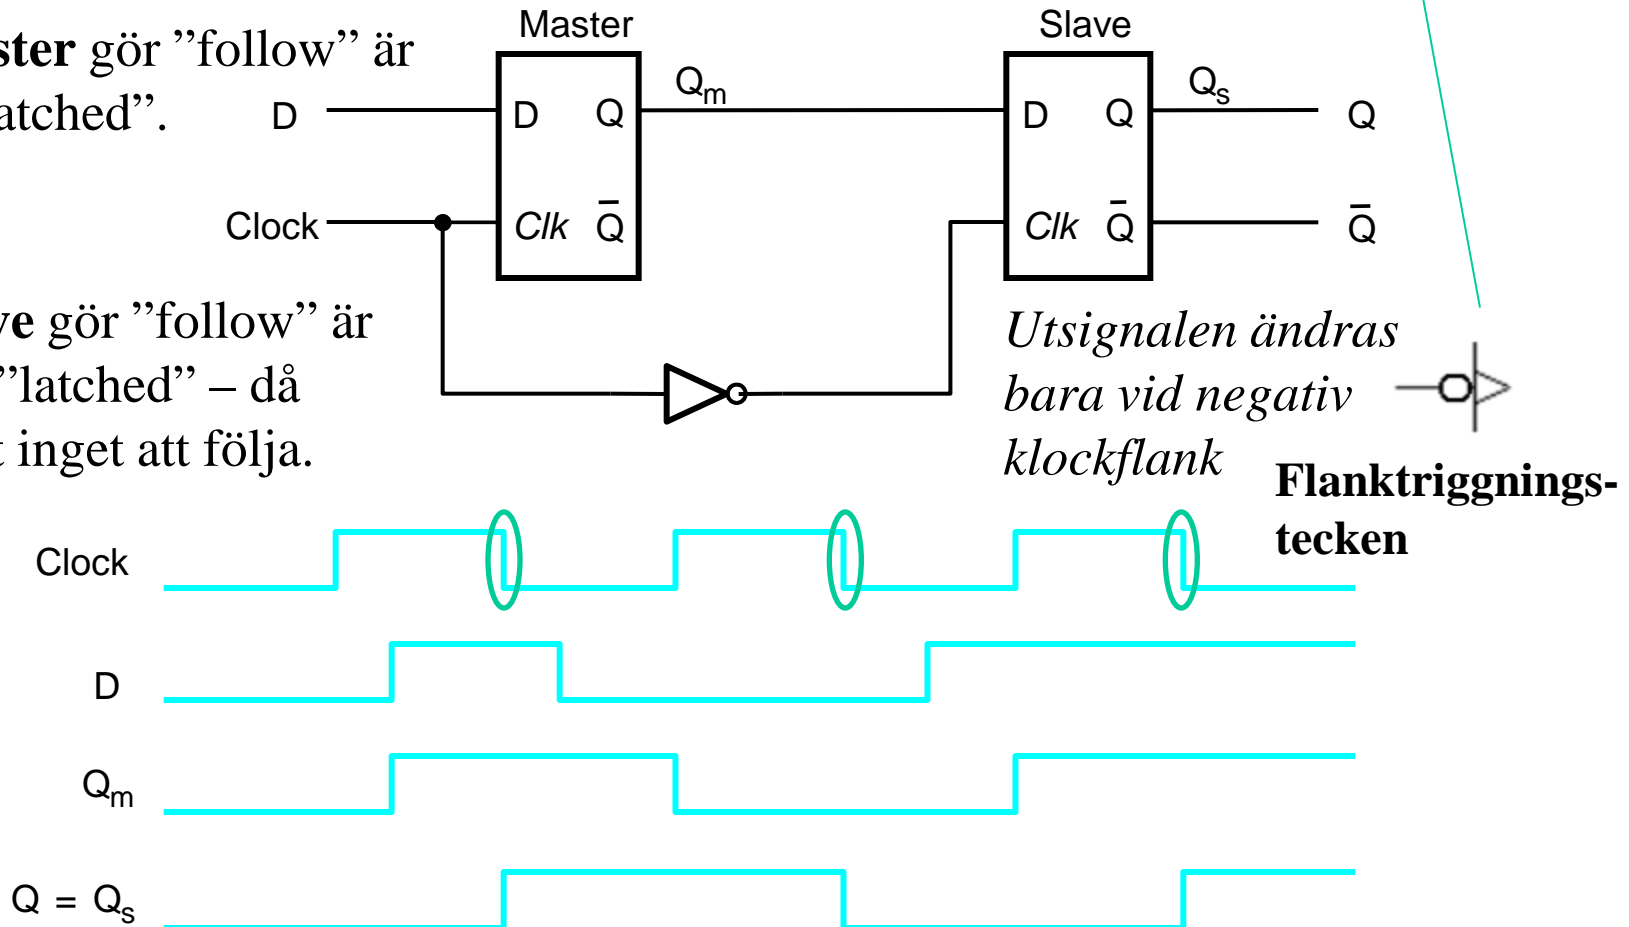 Master Slave
ster gör ”follow” är
atched”.
D D Q Qm D Q Qs Q
Clock Clk Q̅ Clk Q̅ Q̅
e gör ”follow” är
”latched” – då
t inget att följa.
Utsignalen ändras
bara vid negativ
klockflank
Flanktriggnings-
tecken
Clock
D
Qm
Q = Qs